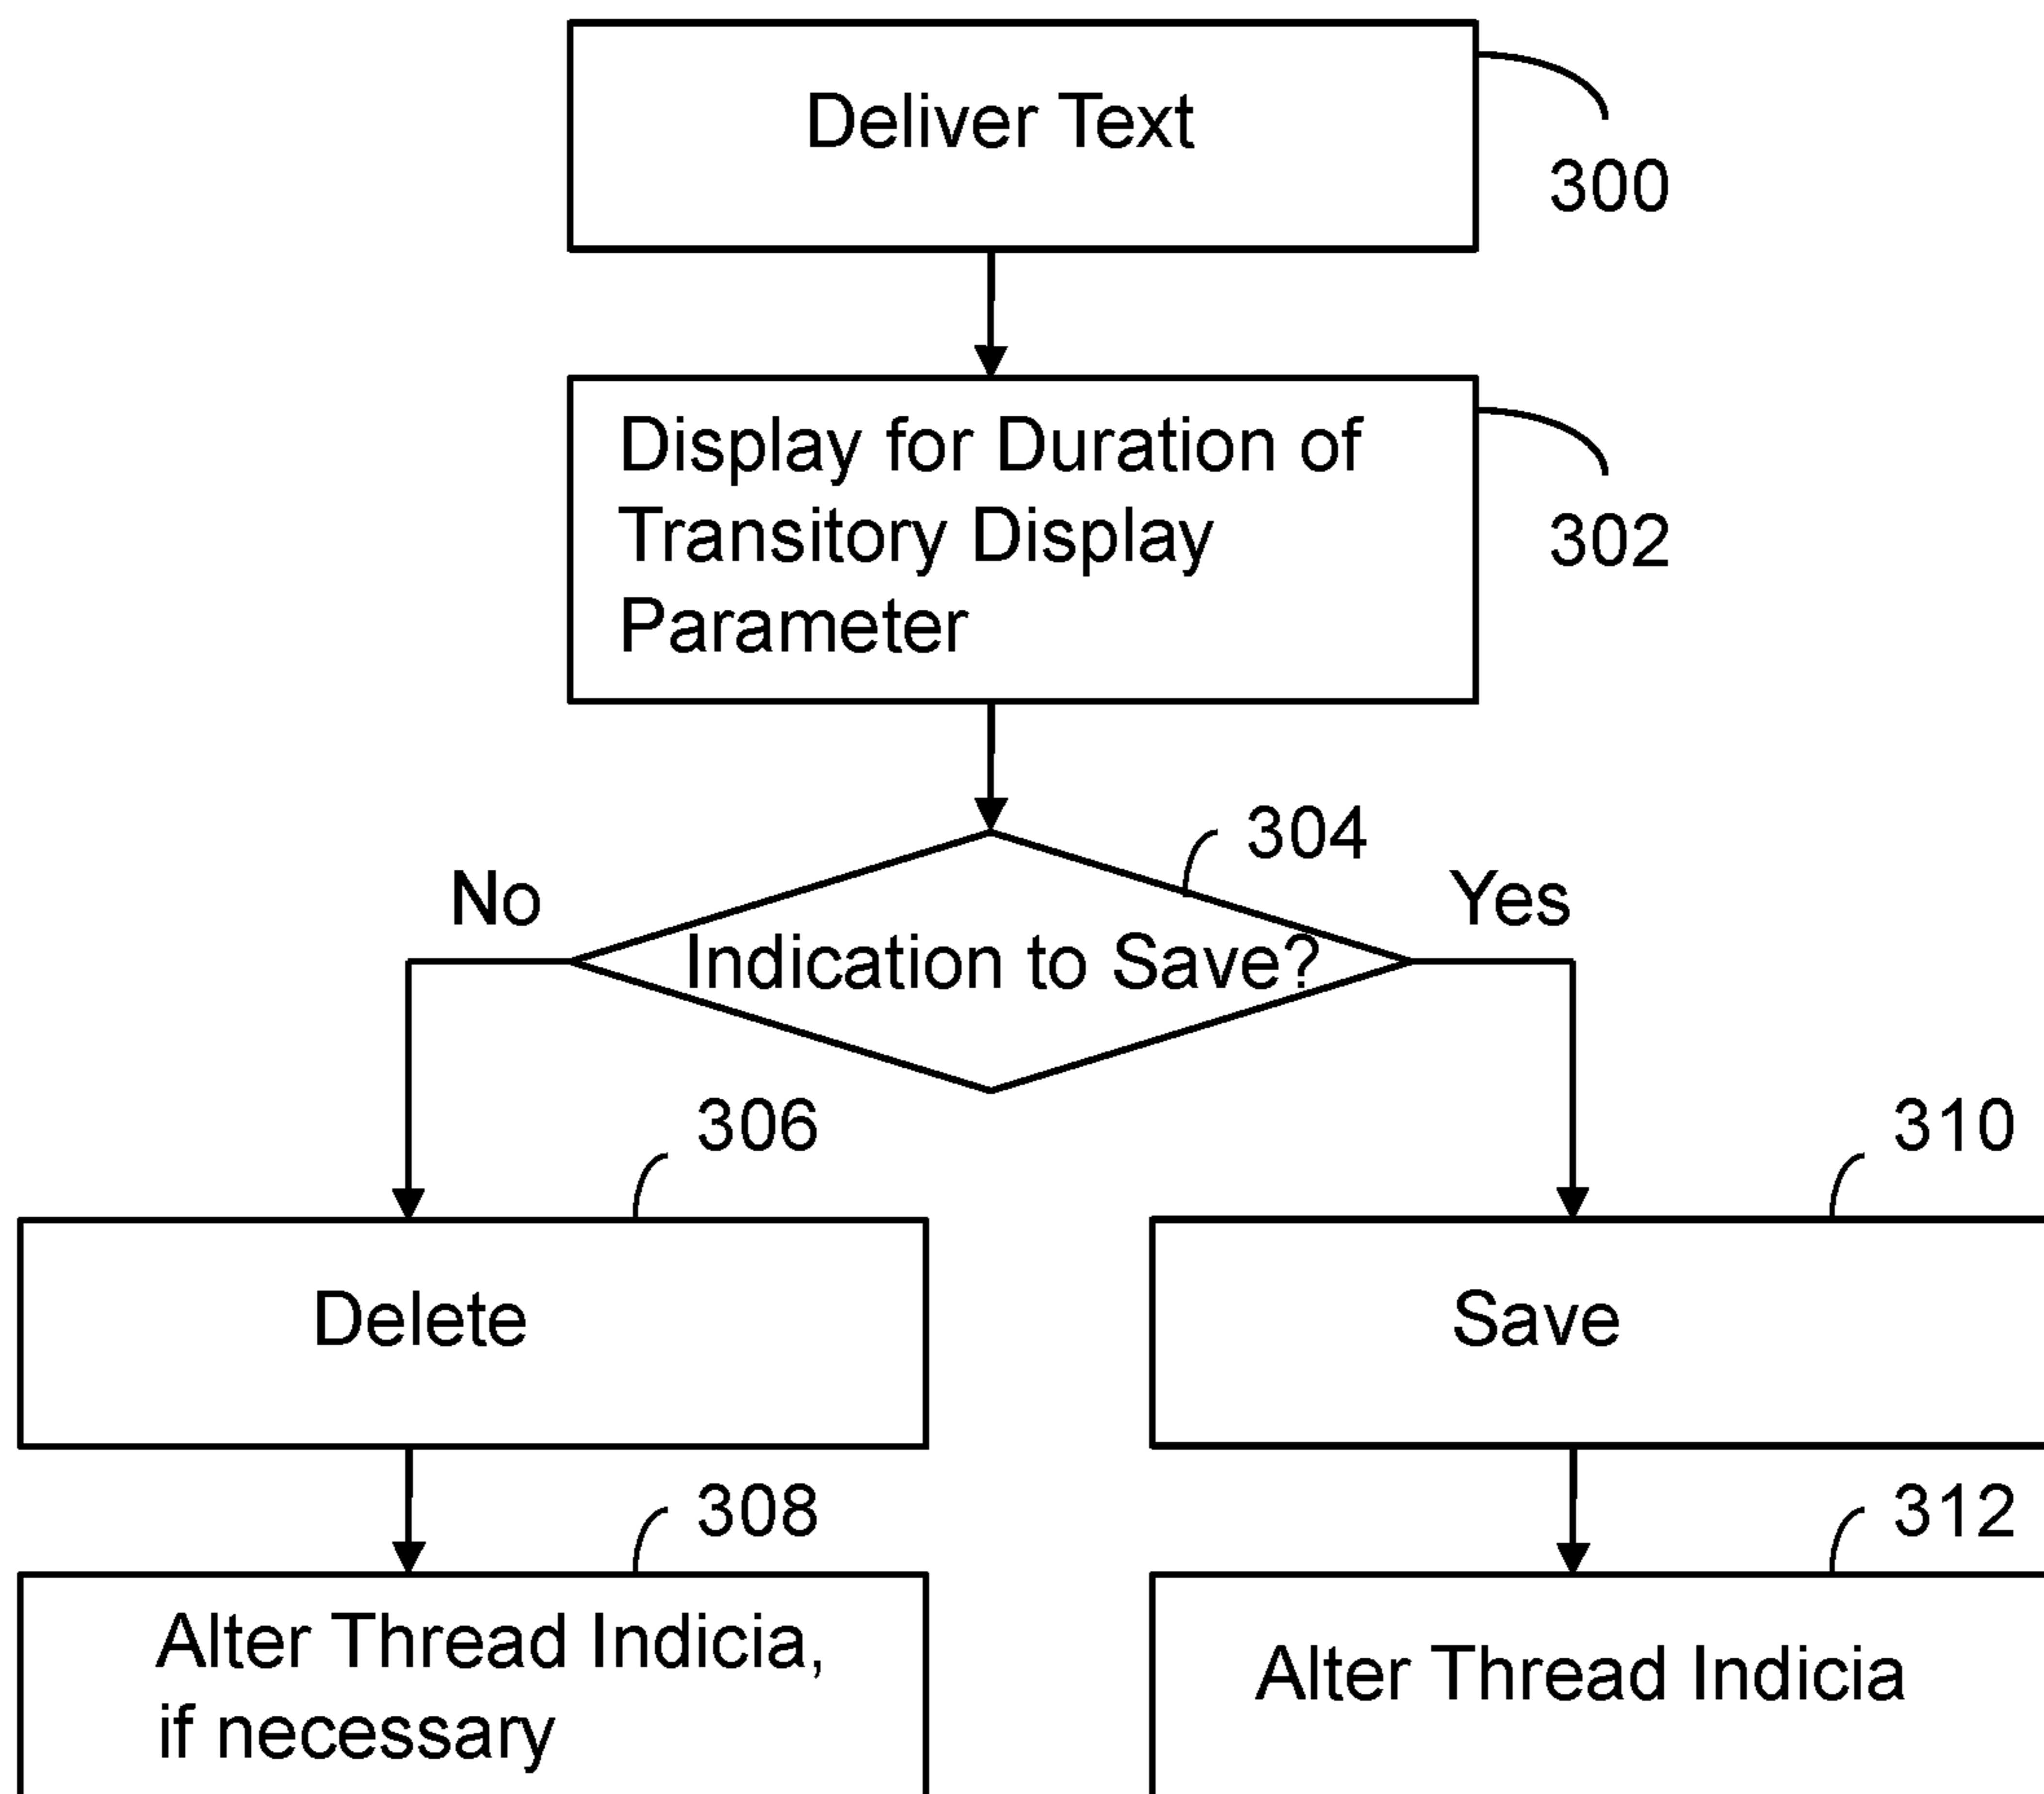 Deliver Text
300
Display for Duration of
Transitory Display
Parameter
302
304
No
Yes
Indication to Save?
306
310
Delete
Save
308
312
Alter Thread Indicia,
if necessary
Alter Thread Indicia